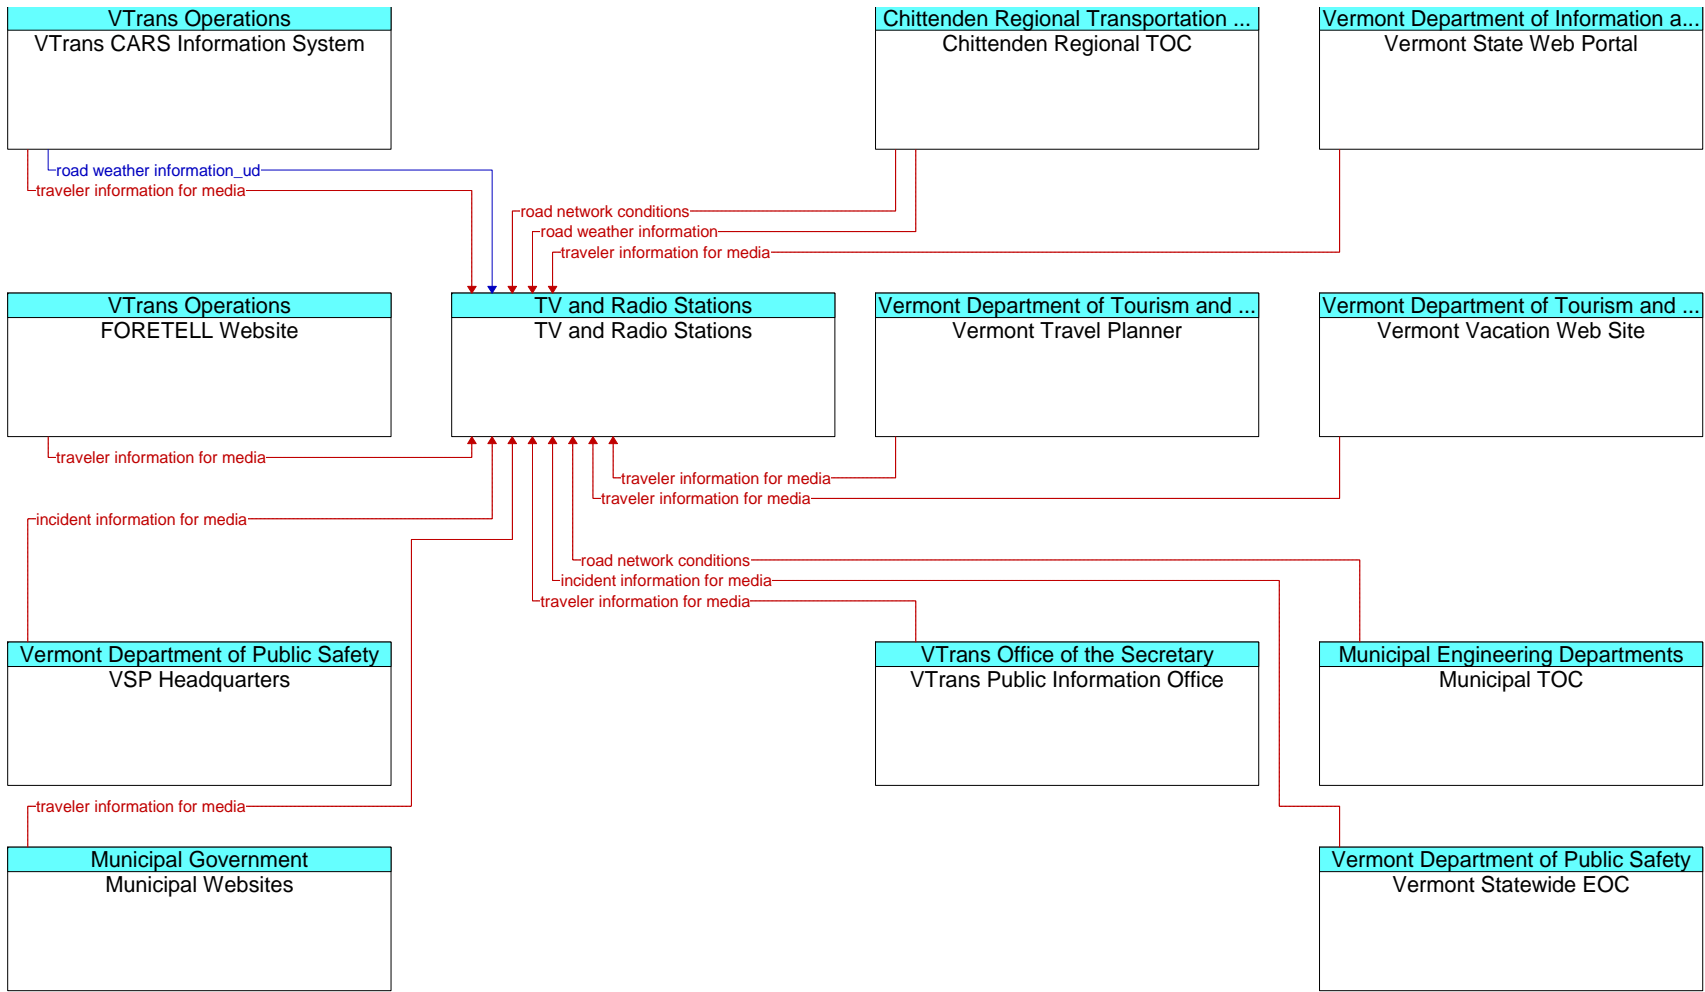 VTrans Operations
VTrans CARS Information System
Chittenden Regional Transportation ...
Chittenden Regional TOC
Vermont Department of Information a...
Vermont State Web Portal
road weather information_ud
traveler information for media
road network conditions
road weather information
traveler information for media
VTrans Operations
FORETELL Website
TV and Radio Stations
TV and Radio Stations
Vermont Department of Tourism and ...
Vermont Travel Planner
Vermont Department of Tourism and ...
Vermont Vacation Web Site
traveler information for media
traveler information for media
traveler information for media
incident information for media
road network conditions
incident information for media
traveler information for media
Vermont Department of Public Safety
VSP Headquarters
VTrans Office of the Secretary
VTrans Public Information Office
Municipal Engineering Departments
Municipal TOC
traveler information for media
Municipal Government
Municipal Websites
Vermont Department of Public Safety
Vermont Statewide EOC